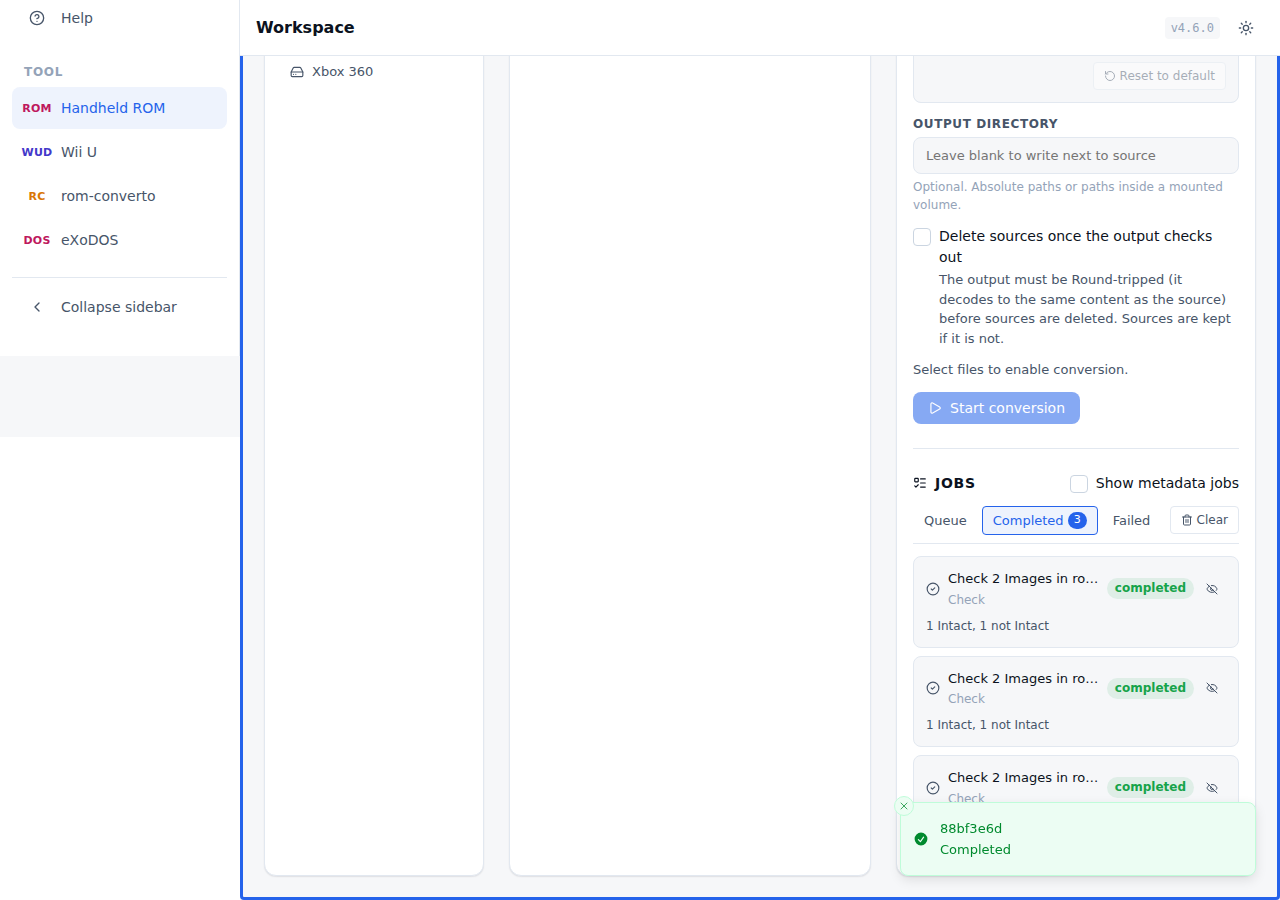 Help
TOOL
ROM Handheld ROM
WUD Wii U
RC rom-converto
DOS eXoDOS
Collapse sidebar
Workspace
v4.6.0
Xbox 360
Reset to default
OUTPUT DIRECTORY
Leave blank to write next to source
Optional. Absolute paths or paths inside a mounted
volume.
Delete sources once the output checks
out
The output must be Round-tripped (it
decodes to the same content as the source)
before sources are deleted. Sources are kept
if it is not.
Select files to enable conversion.
Start conversion
JOBS
Show metadata jobs
Queue Completed 3 Failed Clear
Check 2 Images in ro… completed
Check
1 Intact, 1 not Intact
Check 2 Images in ro… completed
Check
1 Intact, 1 not Intact
Check 2 Images in ro… completed
Check
88bf3e6d
Completed